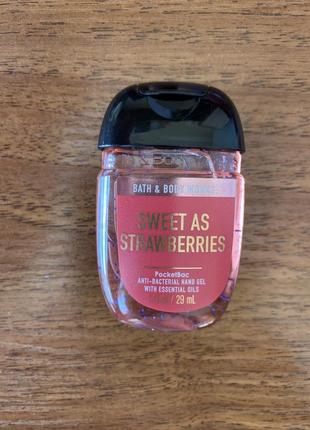 BATH & BODY WORKS
SWEET AS
STRAWBERRIES
PocketBac
ANTI-BACTERIAL HAND GEL
WITH ESSENTIAL OILS
/ 29 mL